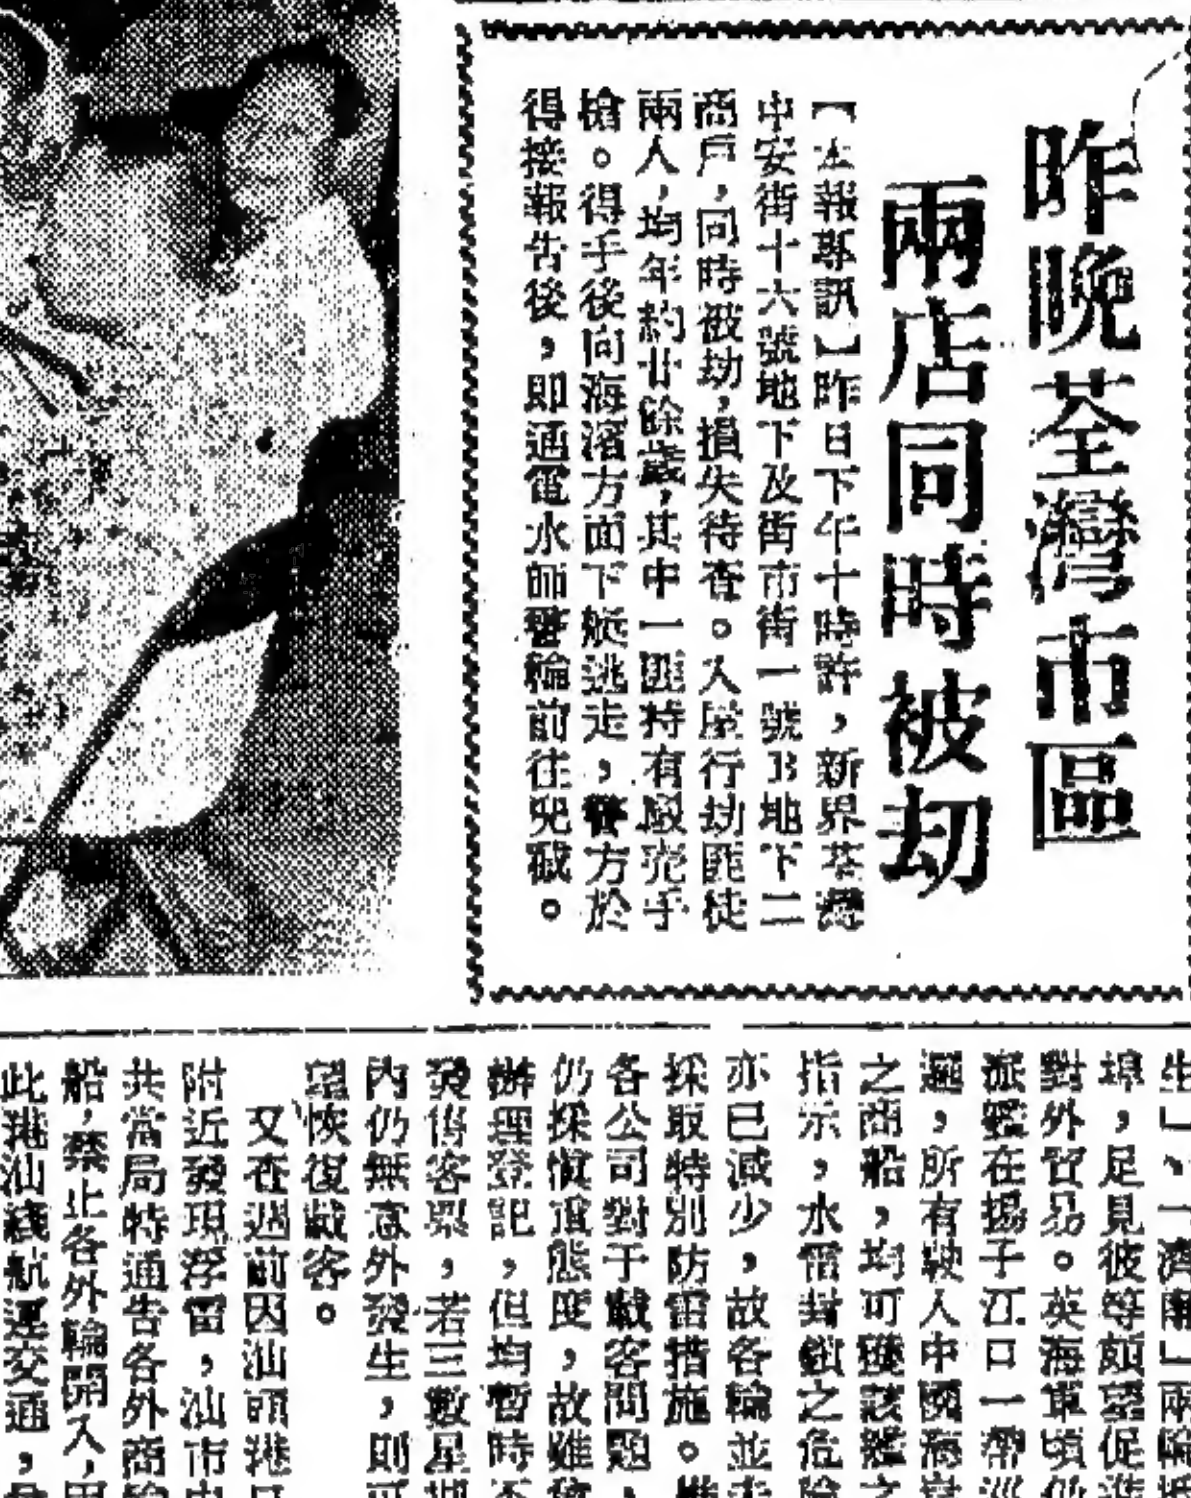 昨晚荃灣市區
兩店同時被刧
【本報專訊】昨日下午十時許，新界荃灣
中安街十六號地下及街市街一號B地下二
商戶，同時被刧，損失待查。入屋行刧匪徒
兩人，均年約廿餘歲，其中一匪持有駁壳手
槍。得手後向海濱方面下艇逃走，警方於
得接報告後，即通電水師警輪前往兕截。
生」、「濟南」兩輪
埠，足見彼等頗望促進
對外貿易。英海軍頃仍
派艦在揚子江口一帶
邏，所有駛入中國海
之商船，均可獲該艦之
指示，水雷封鎖之危險
亦已減少，故各輪並未
採取特別防雷措施。惟
各公司對于載客問題，
仍採慎重態度，故雖
辦理登記，但均暫時不
發售客票，若三數星期
內仍無意外發生，則可
望恢復載客。
又在過前因汕頭港口
附近發現浮雷，汕市中
共當局特通告各外商輪
船，禁止各外輪開入，
此港汕綫航運交通，